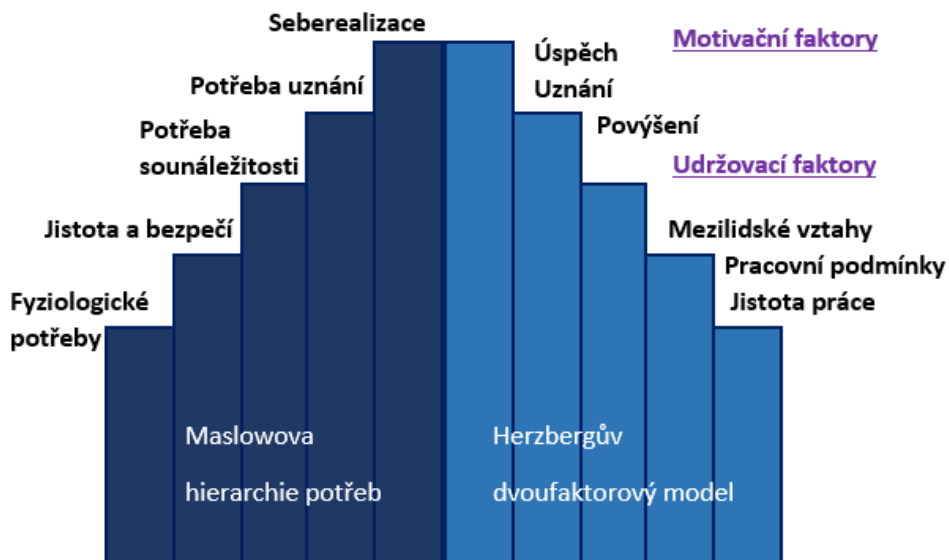 Seberealizace
Potřeba uznání
Potřeba
sounáležitosti
Jistota a bezpečí
Fyziologické
potřeby
Maslowova
hierarchie potřeb
Motivační faktory
Úspěch
Uznání
Povýšení
Udržovací faktory
Mezilidské vztahy
Pracovní podmínky
Jistota práce
Herzbergův
dvoufaktorový model